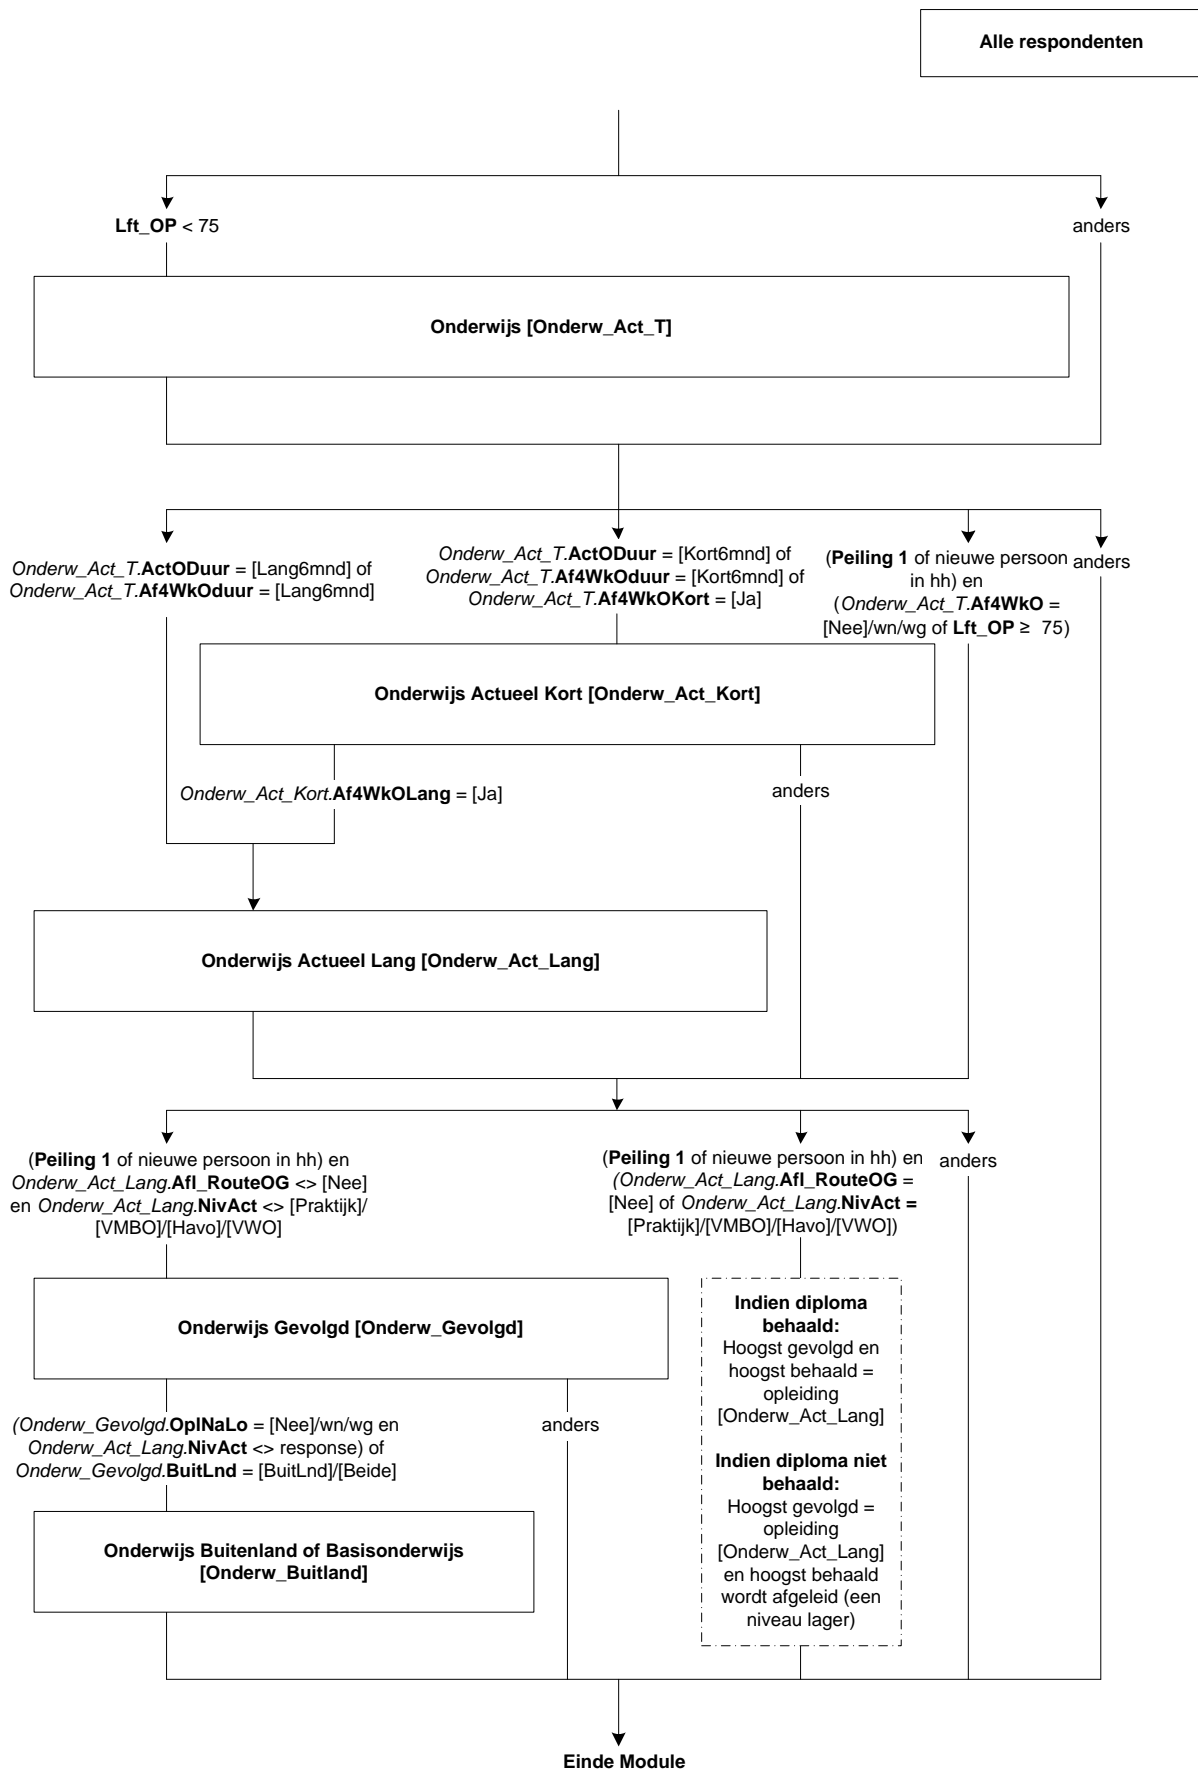 Alle respondenten
Lft_OP < 75
anders
Onderwijs [Onderw_Act_T]
Onderw_Act_T.ActODuur = [Lang6mnd] of
Onderw_Act_T.Af4WkOduur = [Lang6mnd]
Onderw_Act_T.ActODuur = [Kort6mnd] of
Onderw_Act_T.Af4WkOduur = [Kort6mnd] of
Onderw_Act_T.Af4WkOKort = [Ja]
(Peiling 1 of nieuwe persoon
in hh) en
(Onderw_Act_T.Af4WkO =
[Nee]/wn/wg of Lft_OP ≥ 75)
anders
Onderwijs Actueel Kort [Onderw_Act_Kort]
Onderw_Act_Kort.Af4WkOLang = [Ja]
anders
Onderwijs Actueel Lang [Onderw_Act_Lang]
(Peiling 1 of nieuwe persoon in hh) en
Onderw_Act_Lang.Afl_RouteOG <> [Nee]
en Onderw_Act_Lang.NivAct <> [Praktijk]/
[VMBO]/[Havo]/[VWO]
(Peiling 1 of nieuwe persoon in hh) en
(Onderw_Act_Lang.Afl_RouteOG =
[Nee] of Onderw_Act_Lang.NivAct =
[Praktijk]/[VMBO]/[Havo]/[VWO])
anders
Onderwijs Gevolgd [Onderw_Gevolgd]
Indien diploma
behaald:
Hoogst gevolgd en
hoogst behaald =
opleiding
[Onderw_Act_Lang]
Indien diploma niet
behaald:
Hoogst gevolgd =
opleiding
[Onderw_Act_Lang]
en hoogst behaald
wordt afgeleid (een
niveau lager)
(Onderw_Gevolgd.OplNaLo = [Nee]/wn/wg en
Onderw_Act_Lang.NivAct <> response) of
Onderw_Gevolgd.BuitLnd = [BuitLnd]/[Beide]
anders
Onderwijs Buitenland of Basisonderwijs
[Onderw_Buitland]
Einde Module